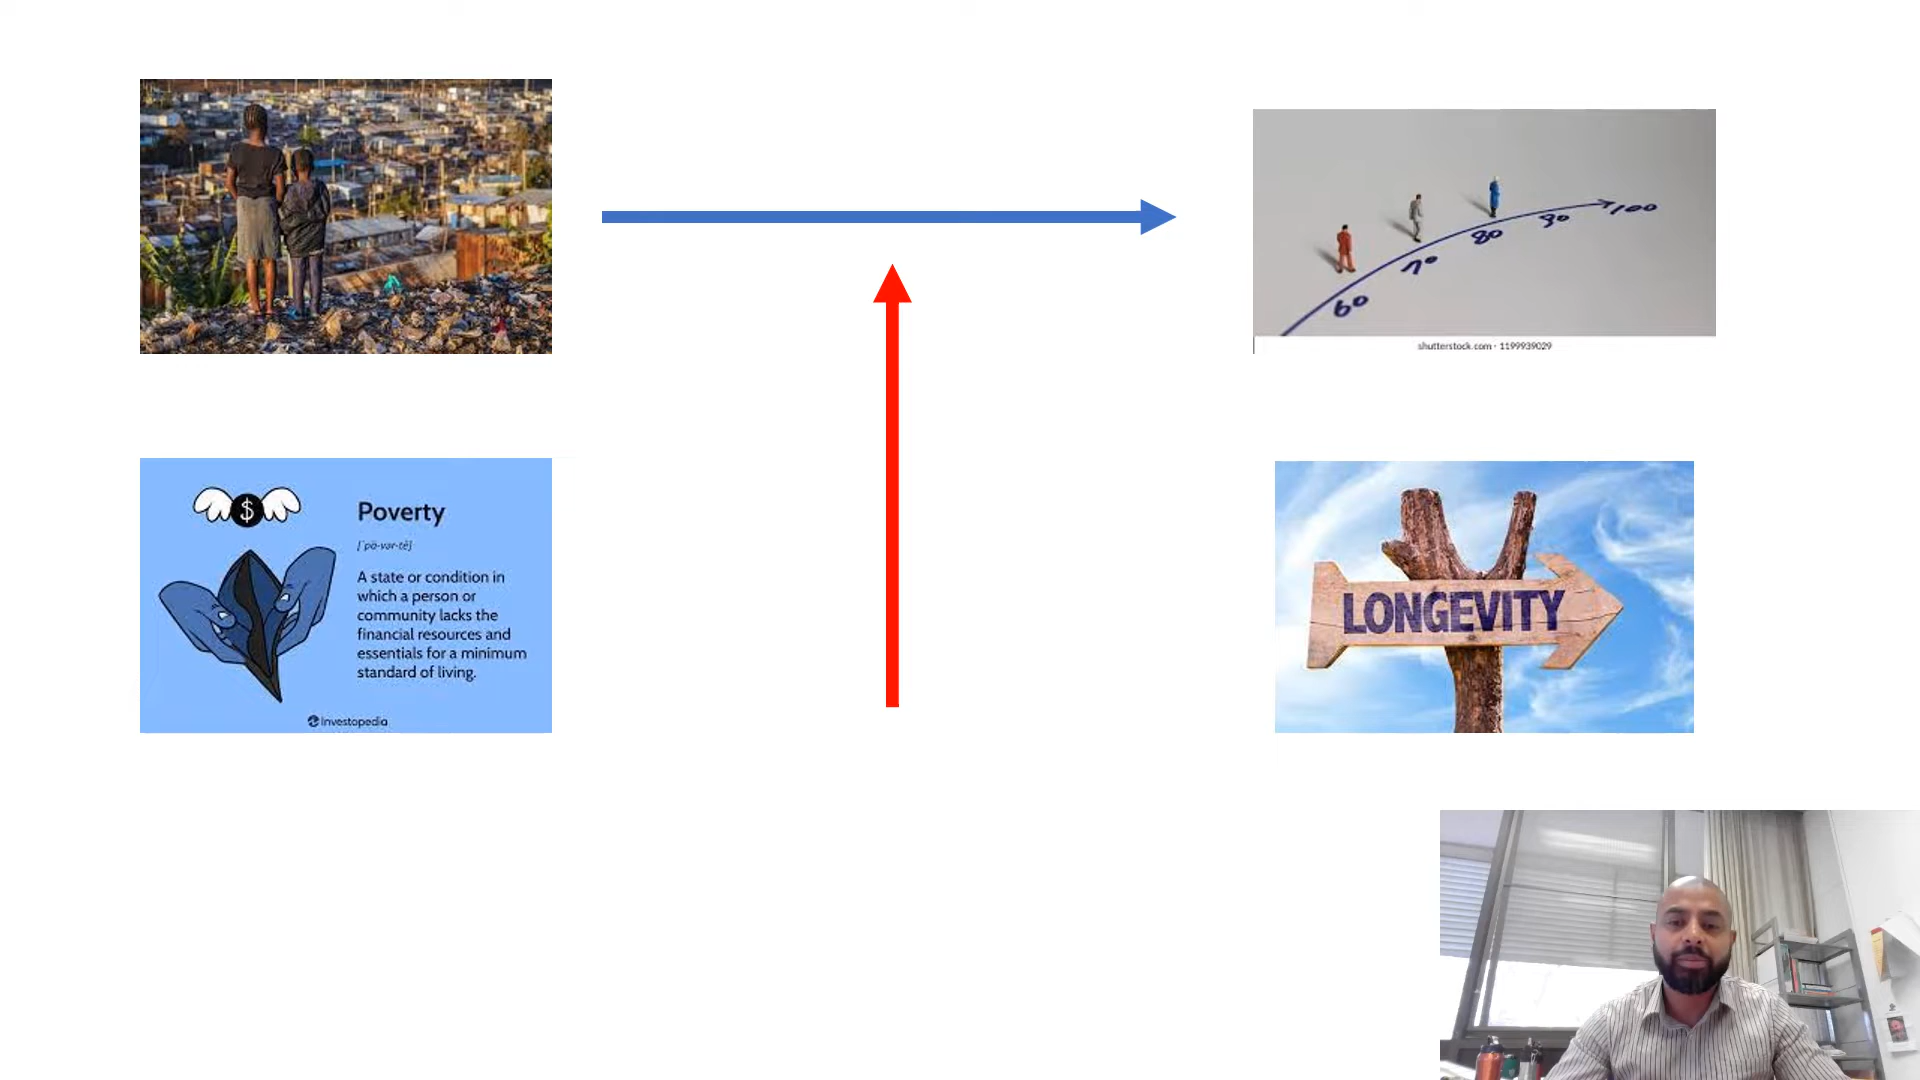 60
70
80
90
100
shutterstock.com · 1199939029
$
Poverty
[ˈpä-vər-tē]
A state or condition in
which a person or
community lacks the
financial resources and
essentials for a minimum
standard of living.
Investopedia
LONGEVITY